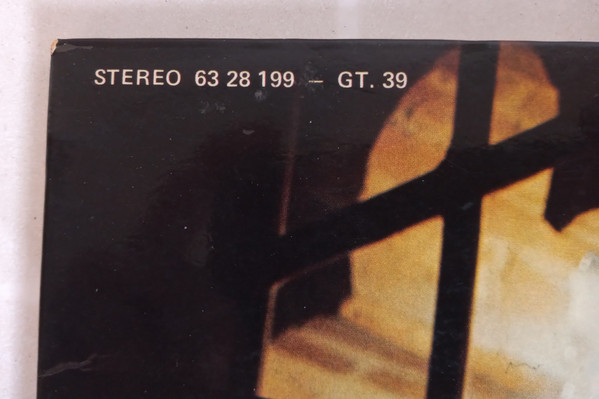 STEREO 63 28 199 – GT. 39